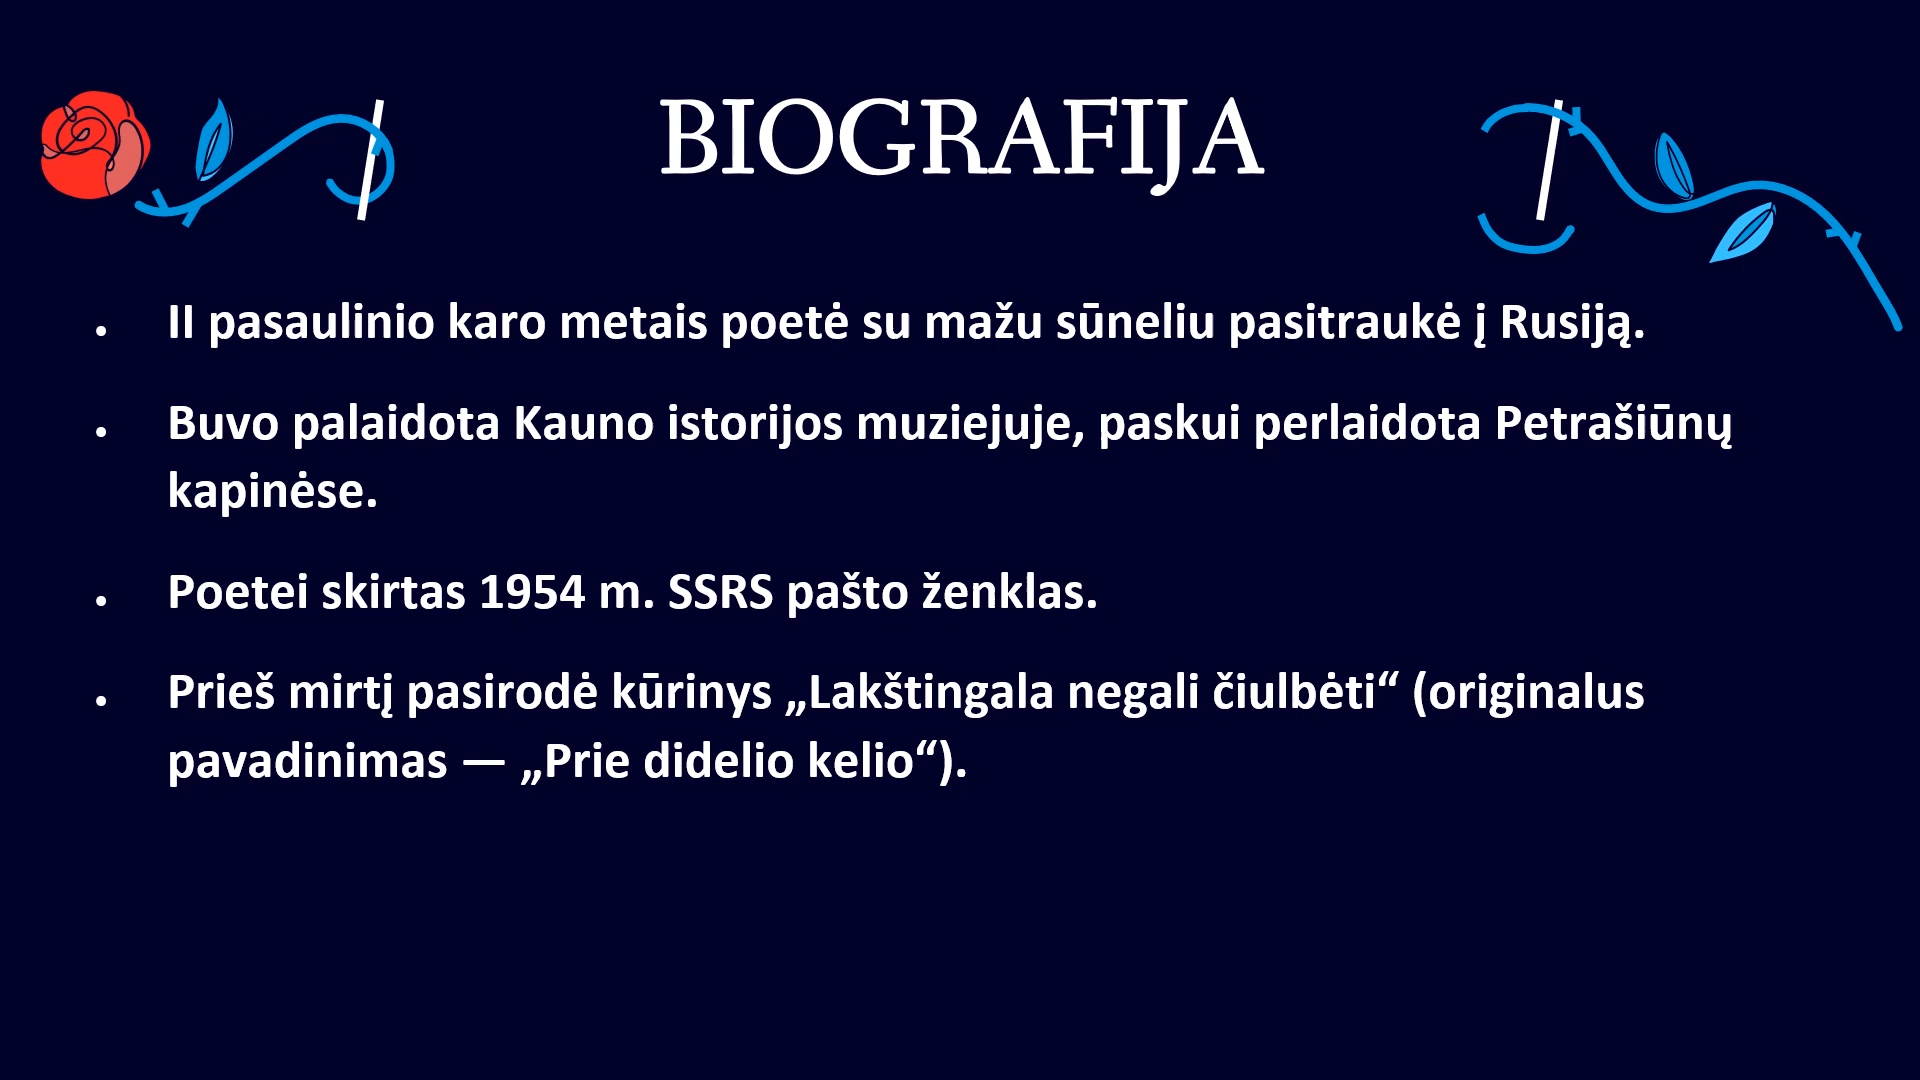 BIOGRAFIJA
• II pasaulinio karo metais poetė su mažu sūneliu pasitraukė į Rusiją.
• Buvo palaidota Kauno istorijos muziejuje, paskui perlaidota Petrašiūnų
kapinėse.
• Poetei skirtas 1954 m. SSRS pašto ženklas.
• Prieš mirtį pasirodė kūrinys „Lakštingala negali čiulbėti“ (originalus
pavadinimas — „Prie didelio kelio“).